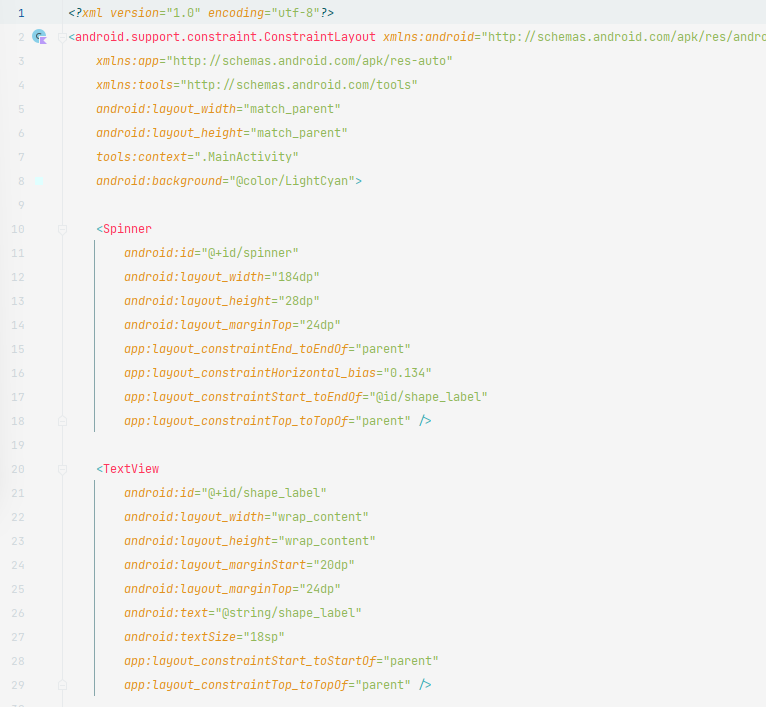 1 <?xml version="1.0" encoding="utf-8"?>
2 <android.support.constraint.ConstraintLayout xmlns:android="http://schemas.android.com/apk/res/andro
3 xmlns:app="http://schemas.android.com/apk/res-auto"
4 xmlns:tools="http://schemas.android.com/tools"
5 android:layout_width="match_parent"
6 android:layout_height="match_parent"
7 tools:context=".MainActivity"
8 android:background="@color/LightCyan">
9
10 <Spinner
11 android:id="@+id/spinner"
12 android:layout_width="184dp"
13 android:layout_height="28dp"
14 android:layout_marginTop="24dp"
15 app:layout_constraintEnd_toEndOf="parent"
16 app:layout_constraintHorizontal_bias="0.134"
17 app:layout_constraintStart_toEndOf="@id/shape_label"
18 app:layout_constraintTop_toTopOf="parent" />
19
20 <TextView
21 android:id="@+id/shape_label"
22 android:layout_width="wrap_content"
23 android:layout_height="wrap_content"
24 android:layout_marginStart="20dp"
25 android:layout_marginTop="24dp"
26 android:text="@string/shape_label"
27 android:textSize="18sp"
28 app:layout_constraintStart_toStartOf="parent"
29 app:layout_constraintTop_toTopOf="parent" />